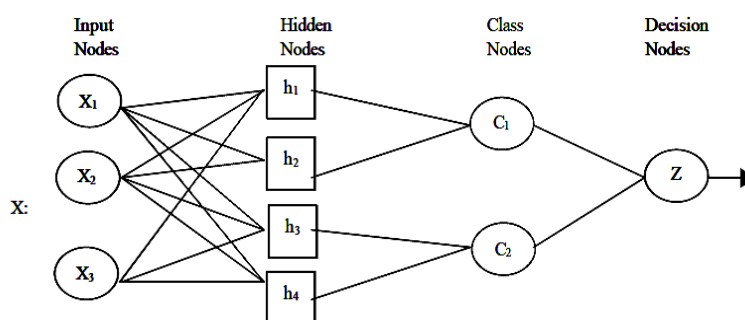 Input Nodes
Hidden Nodes
Class Nodes
Decision Nodes
X:
X₁
X₂
X₃
h₁
h₂
h₃
h₄
C₁
C₂
Z